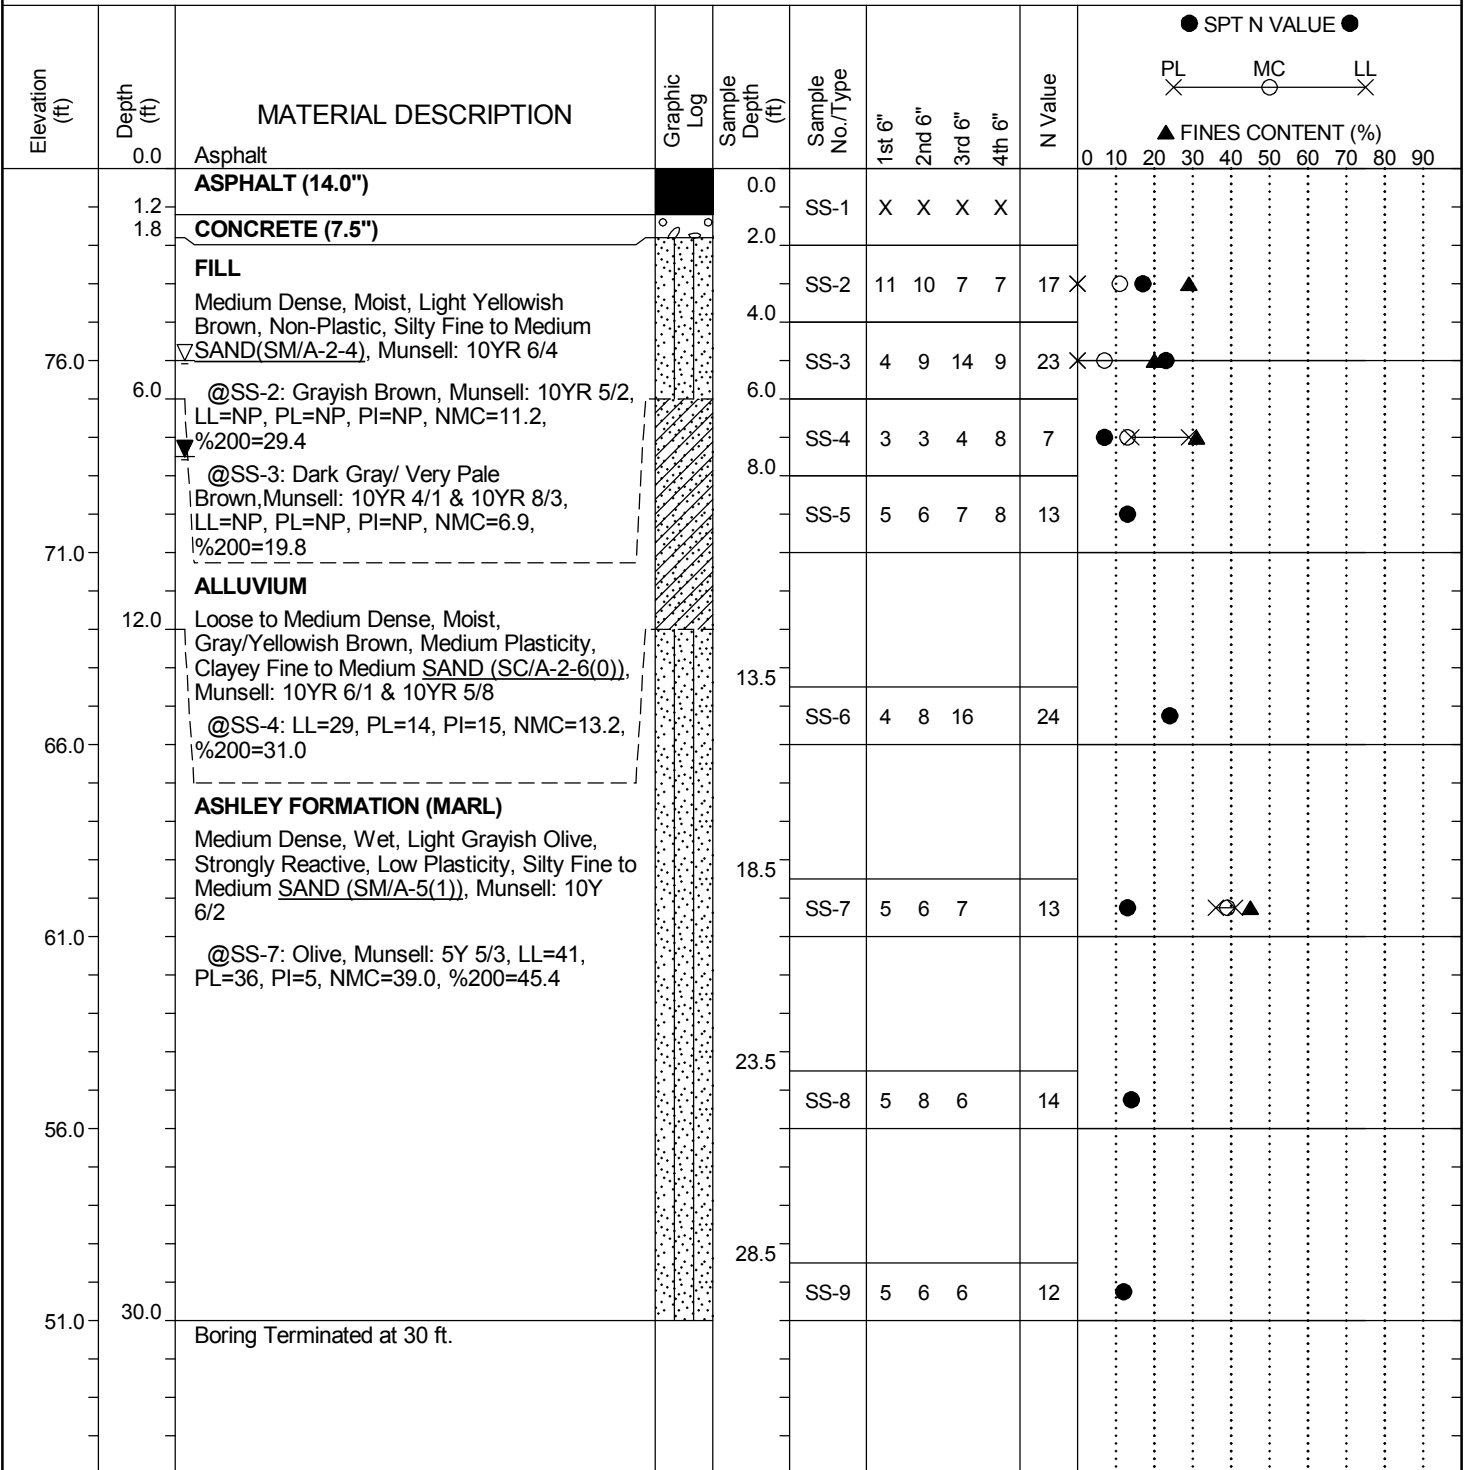 ● SPT N VALUE ●
PL MC LL
▲ FINES CONTENT (%)
Elevation (ft)
Depth (ft)
MATERIAL DESCRIPTION
Graphic Log
Sample Depth (ft)
Sample No./Type
1st 6"
2nd 6"
3rd 6"
4th 6"
N Value
0 10 20 30 40 50 60 70 80 90
0.0 Asphalt
ASPHALT (14.0")
0.0
1.2
SS-1 X X X X
1.8 CONCRETE (7.5")
2.0
FILL
Medium Dense, Moist, Light Yellowish
Brown, Non-Plastic, Silty Fine to Medium
SAND(SM/A-2-4), Munsell: 10YR 6/4
SS-2 11 10 7 7 17
4.0
76.0
SS-3 4 9 14 9 23
6.0
6.0
@SS-2: Grayish Brown, Munsell: 10YR 5/2,
LL=NP, PL=NP, PI=NP, NMC=11.2,
%200=29.4
SS-4 3 3 4 8 7
8.0
@SS-3: Dark Gray/ Very Pale
Brown,Munsell: 10YR 4/1 & 10YR 8/3,
LL=NP, PL=NP, PI=NP, NMC=6.9,
%200=19.8
SS-5 5 6 7 8 13
71.0
ALLUVIUM
12.0
Loose to Medium Dense, Moist,
Gray/Yellowish Brown, Medium Plasticity,
Clayey Fine to Medium SAND (SC/A-2-6(0)),
Munsell: 10YR 6/1 & 10YR 5/8
13.5
@SS-4: LL=29, PL=14, PI=15, NMC=13.2,
%200=31.0
SS-6 4 8 16 24
66.0
ASHLEY FORMATION (MARL)
Medium Dense, Wet, Light Grayish Olive,
Strongly Reactive, Low Plasticity, Silty Fine to
Medium SAND (SM/A-5(1)), Munsell: 10Y
6/2
18.5
SS-7 5 6 7 13
61.0
@SS-7: Olive, Munsell: 5Y 5/3, LL=41,
PL=36, PI=5, NMC=39.0, %200=45.4
23.5
SS-8 5 8 6 14
56.0
28.5
SS-9 5 6 6 12
30.0
51.0
Boring Terminated at 30 ft.